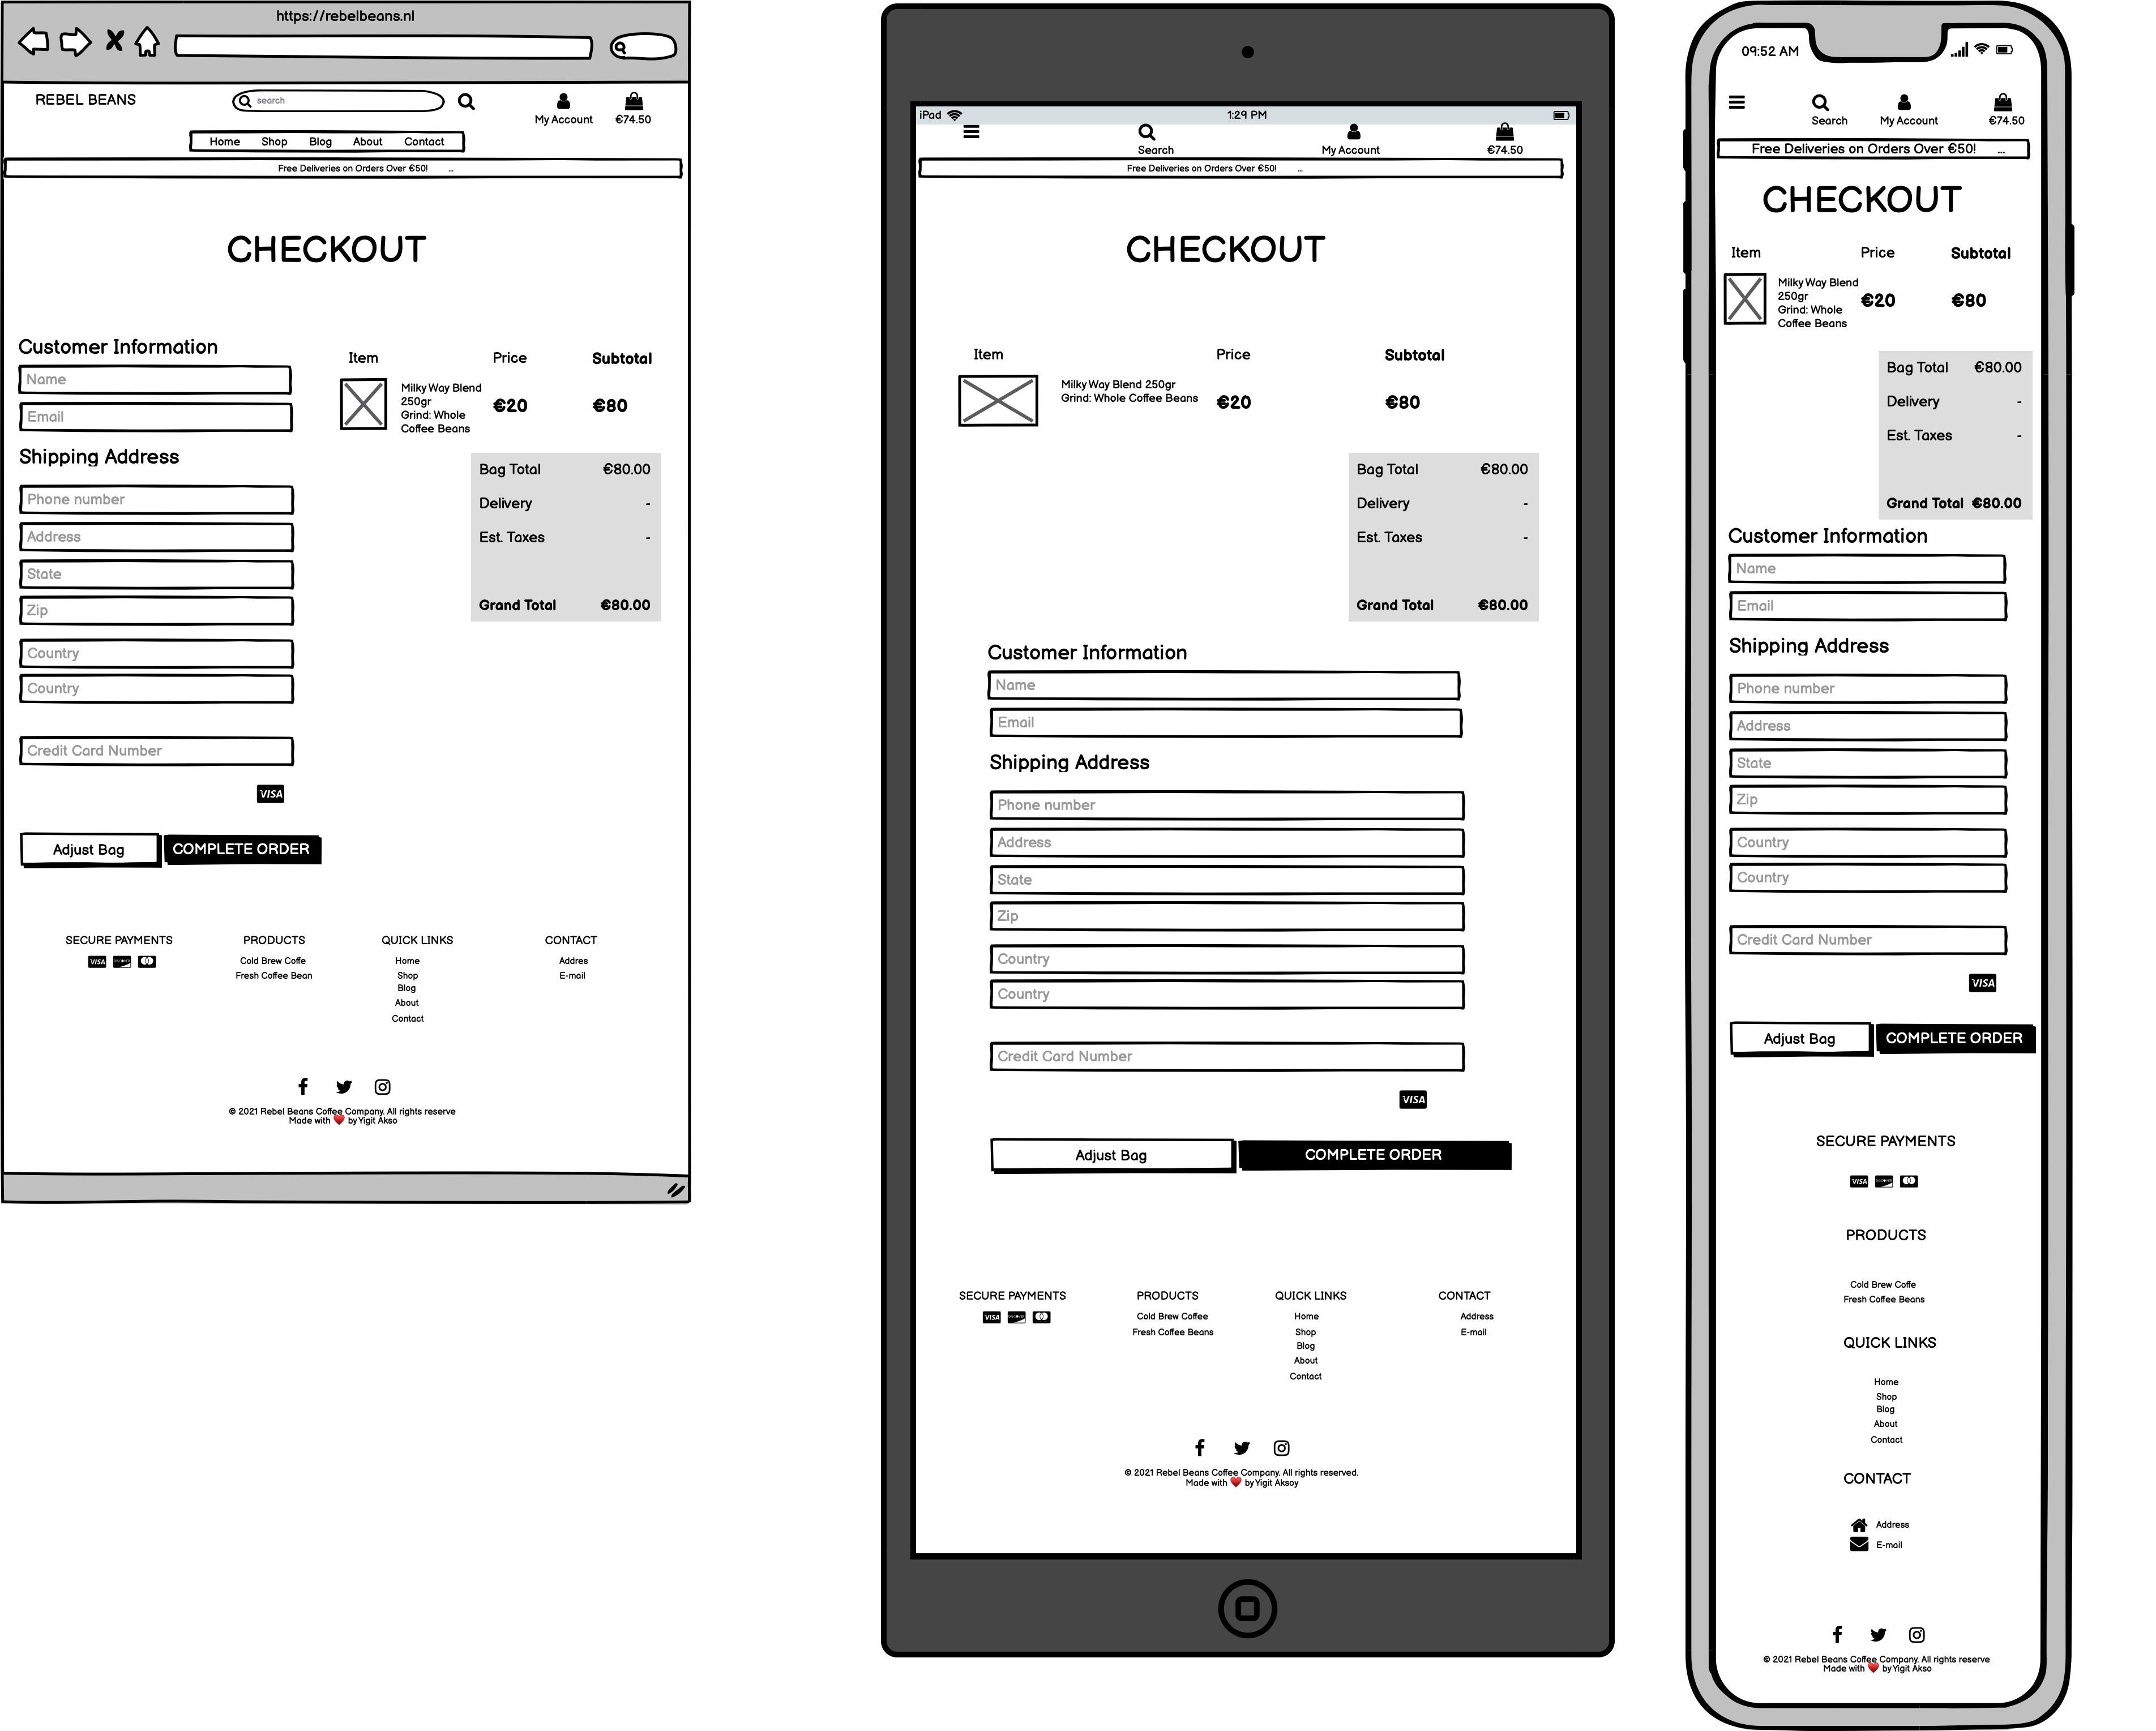 https://rebelbeans.nl
REBEL BEANS
search
My Account
€74.50
Home Shop Blog About Contact
Free Deliveries on Orders Over €50! ...
CHECKOUT
Customer Information
Name
Email
Shipping Address
Phone number
Address
State
Zip
Country
Country
Credit Card Number
VISA
Adjust Bag
COMPLETE ORDER
Item Price Subtotal
Milky Way Blend
250gr
Grind: Whole
Coffee Beans
€20 €80
Bag Total €80.00
Delivery -
Est. Taxes -
Grand Total €80.00
SECURE PAYMENTS
VISA
PRODUCTS
Cold Brew Coffe
Fresh Coffee Bean
QUICK LINKS
Home
Shop
Blog
About
Contact
CONTACT
Addres
E-mail
© 2021 Rebel Beans Coffee Company. All rights reserve
Made with ❤️ by Yigit Akso
iPad 1:29 PM
Search
My Account
€74.50
Free Deliveries on Orders Over €50! ...
CHECKOUT
Item Price Subtotal
Milky Way Blend 250gr
Grind: Whole Coffee Beans
€20 €80
Bag Total €80.00
Delivery -
Est. Taxes -
Grand Total €80.00
Customer Information
Name
Email
Shipping Address
Phone number
Address
State
Zip
Country
Country
Credit Card Number
VISA
Adjust Bag
COMPLETE ORDER
SECURE PAYMENTS
VISA
PRODUCTS
Cold Brew Coffee
Fresh Coffee Beans
QUICK LINKS
Home
Shop
Blog
About
Contact
CONTACT
Address
E-mail
© 2021 Rebel Beans Coffee Company. All rights reserved.
Made with ❤️ by Yigit Aksoy
09:52 AM
Search
My Account
€74.50
Free Deliveries on Orders Over €50! ...
CHECKOUT
Item Price Subtotal
Milky Way Blend
250gr
Grind: Whole
Coffee Beans
€20 €80
Bag Total €80.00
Delivery -
Est. Taxes -
Grand Total €80.00
Customer Information
Name
Email
Shipping Address
Phone number
Address
State
Zip
Country
Country
Credit Card Number
VISA
Adjust Bag
COMPLETE ORDER
SECURE PAYMENTS
VISA
PRODUCTS
Cold Brew Coffe
Fresh Coffee Beans
QUICK LINKS
Home
Shop
Blog
About
Contact
CONTACT
Address
E-mail
© 2021 Rebel Beans Coffee Company. All rights reserve
Made with ❤️ by Yigit Akso